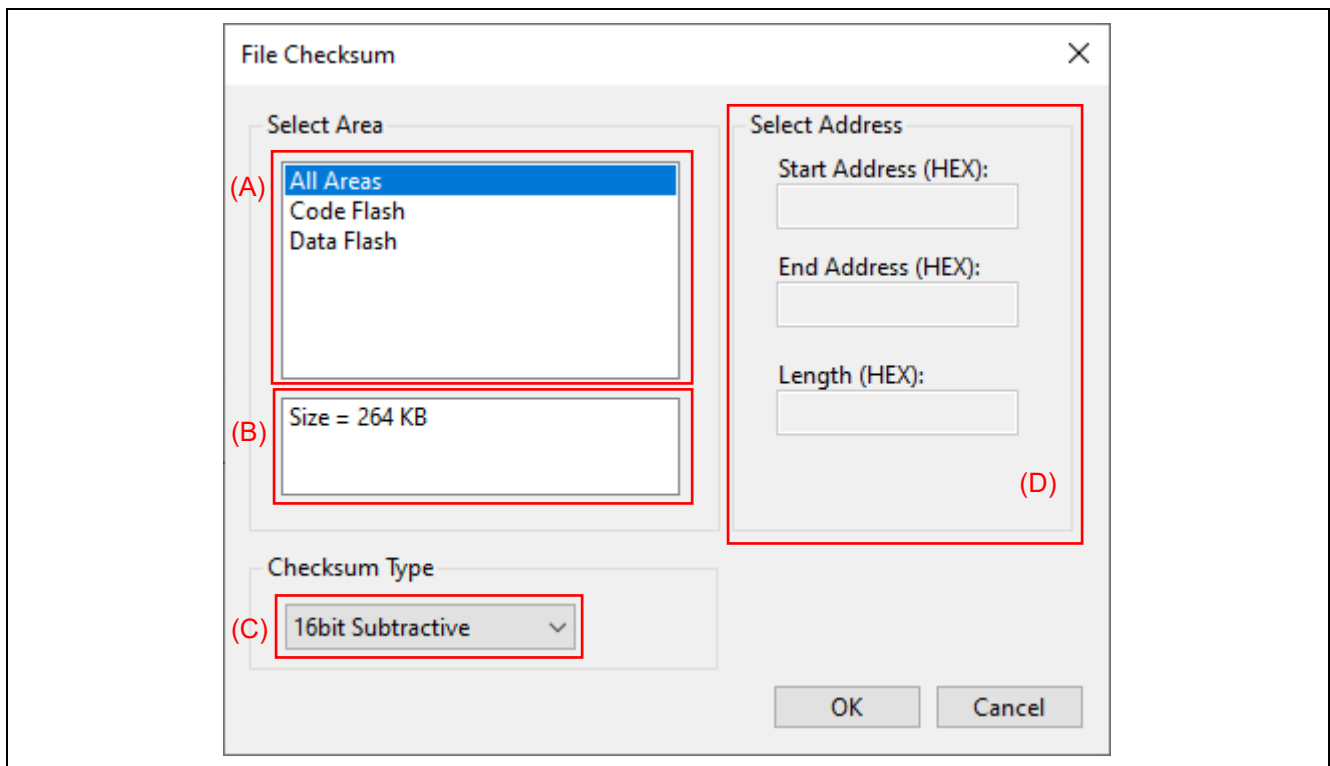 File Checksum
Select Area
(A)
All Areas
Code Flash
Data Flash
(B)
Size = 264 KB
Checksum Type
(C)
16bit Subtractive
Select Address
Start Address (HEX):
End Address (HEX):
Length (HEX):
(D)
OK
Cancel